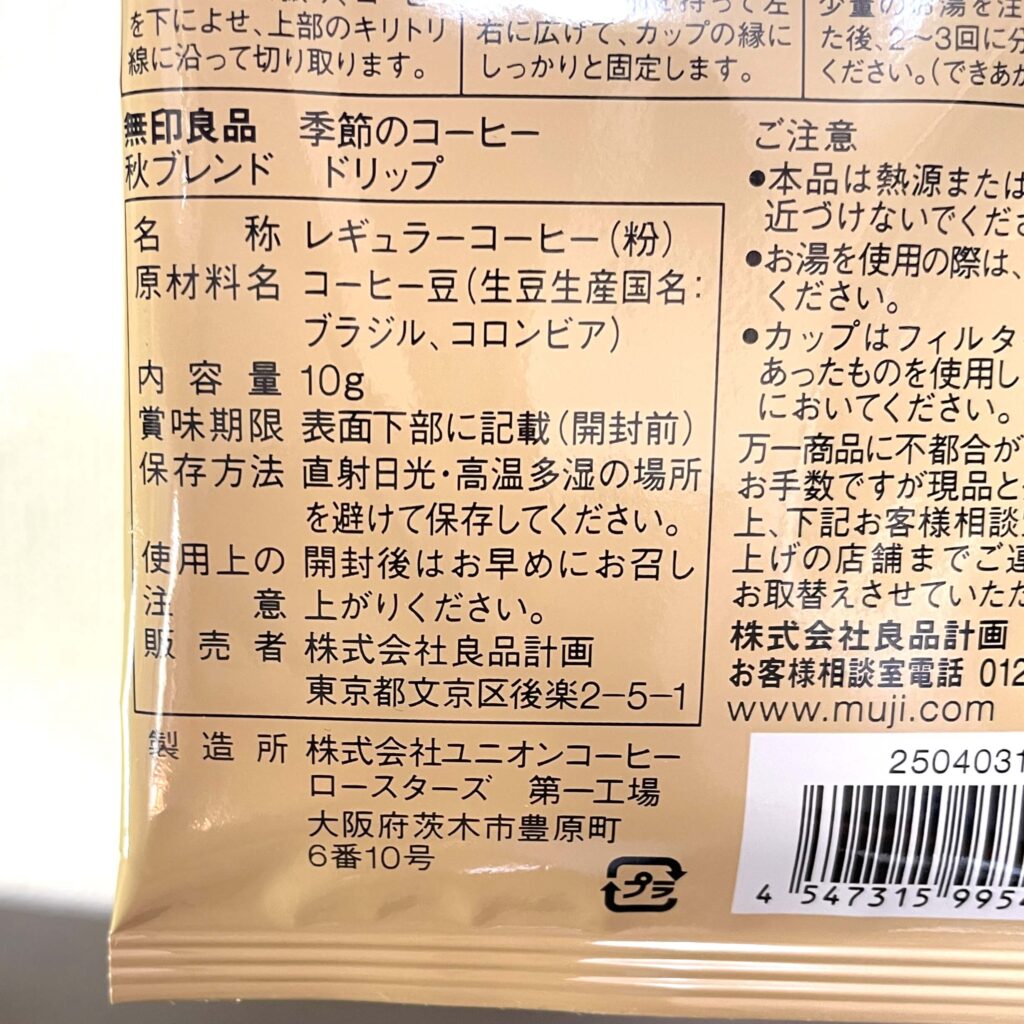 を下によせ、上部のキリトリ
線に沿って切り取ります。
を持って左
右に広げて、カップの縁に
しっかりと固定します。
少量のお湯を注
た後、2〜3回に分
ください。(できあが
無印良品 季節のコーヒー
秋ブレンド ドリップ
名称 レギュラーコーヒー(粉)
原材料名 コーヒー豆(生豆生産国名:
ブラジル、コロンビア)
内容量 10g
賞味期限 表面下部に記載(開封前)
保存方法 直射日光・高温多湿の場所
を避けて保存してください。
使用上の 開封後はお早めにお召し
注意 上がりください。
販売者 株式会社良品計画
東京都文京区後楽2-5-1
製造所 株式会社ユニオンコーヒー
ロースターズ 第一工場
大阪府茨木市豊原町
6番10号
プラ
ご注意
●本品は熱源または
近づけないでくださ
●お湯を使用の際は、
ください。
●カップはフィルタ
あったものを使用し
においてください。
万一商品に不都合が
お手数ですが現品と
上、下記お客様相談
上げの店舗までご連
お取替えさせていただ
株式会社良品計画
お客様相談室電話 012
www.muji.com
2504031
4 547315 9954